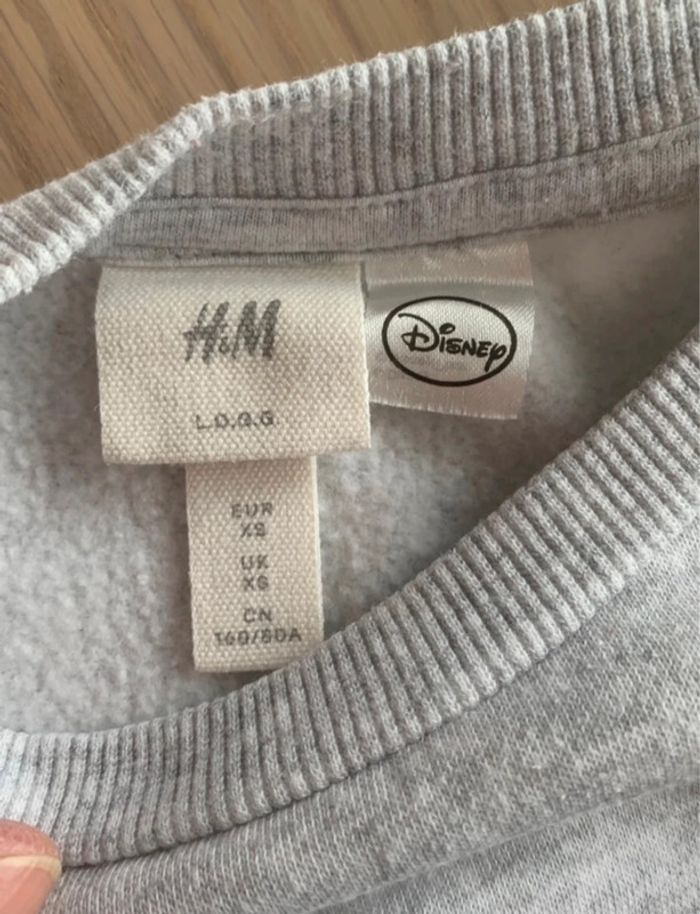 H&M
L.O.G.G
Disney
EUR
XS
UK
XS
CN
160/80A